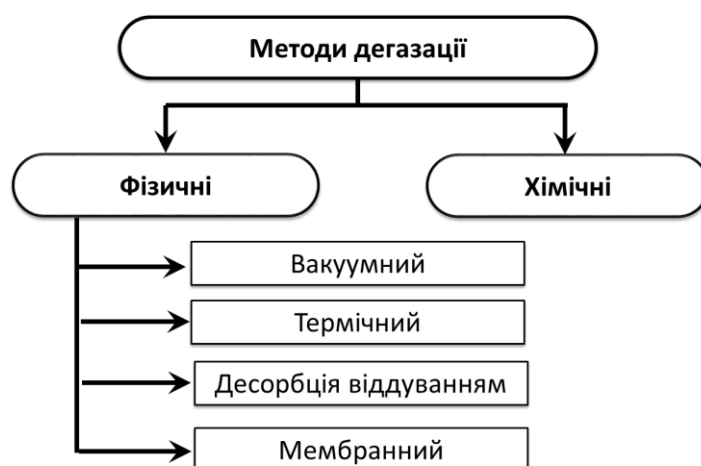 Методи дегазації
Фізичні
Хімічні
Вакуумний
Термічний
Десорбція віддуванням
Мембранний